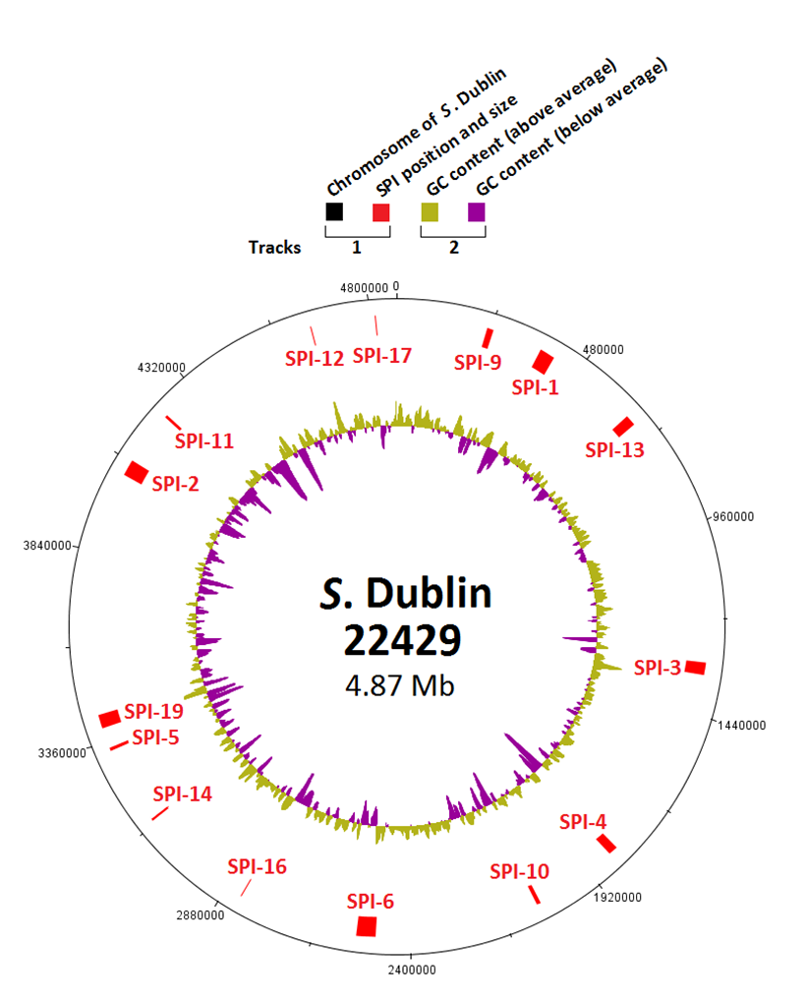 Chromosome of S. Dublin
SPI position and size
GC content (above average)
GC content (below average)
Tracks 1 2
4800000 0
SPI-12 SPI-17 SPI-9
480000
SPI-1
4320000
SPI-11
SPI-13
SPI-2
960000
3840000
S. Dublin
22429
4.87 Mb
SPI-3
SPI-19
1440000
SPI-5
3360000
SPI-14
SPI-4
SPI-16
SPI-10
1920000
SPI-6
2880000
2400000